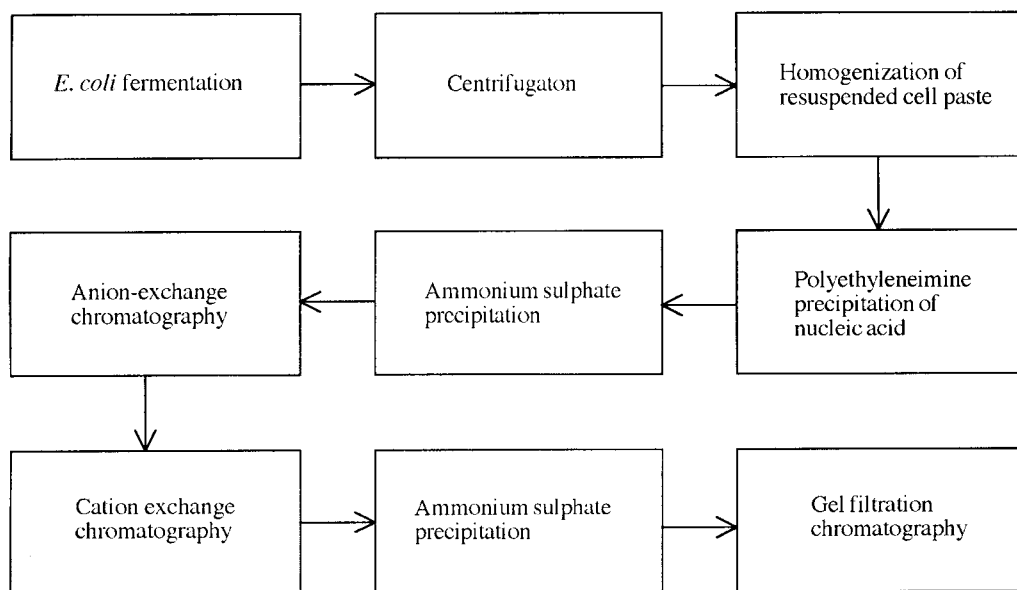 E. coli fermentation
Centrifugaton
Homogenization of
resuspended cell paste
Polyethyleneimine
precipitation of
nucleic acid
Ammonium sulphate
precipitation
Anion-exchange
chromatography
Cation exchange
chromatography
Ammonium sulphate
precipitation
Gel filtration
chromatography